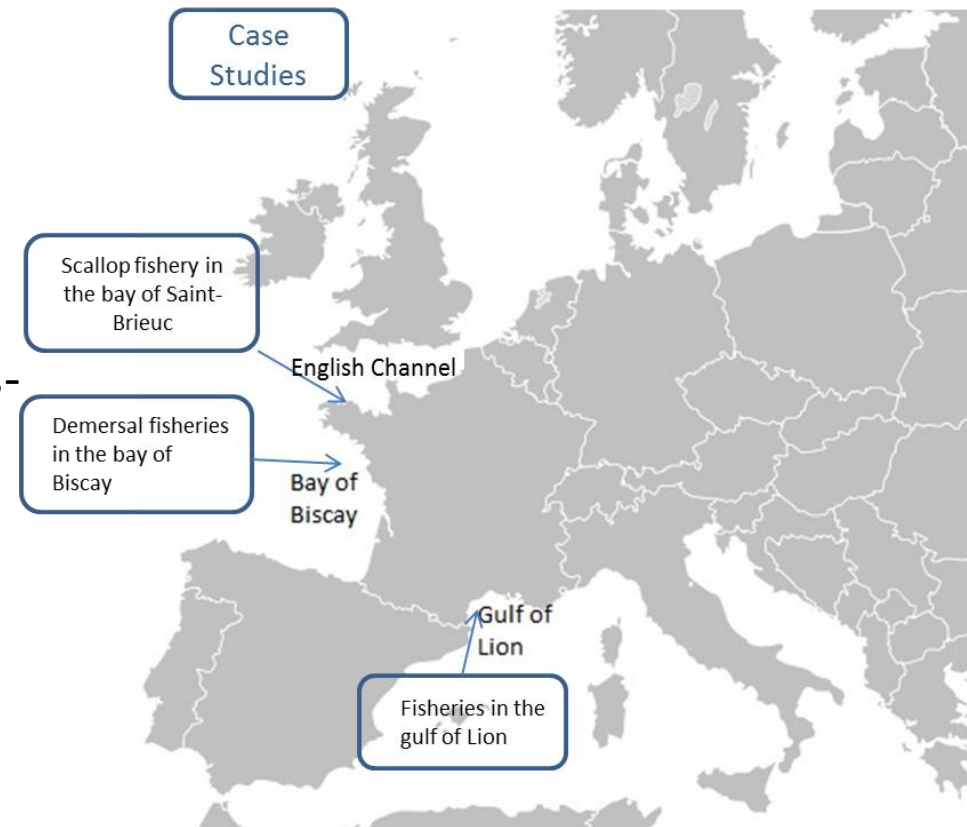 Case
Studies
Scallop fishery in
the bay of Saint-
Brieuc
English Channel
Demersal fisheries
in the bay of
Biscay
Bay of
Biscay
Gulf of
Lion
Fisheries in the
gulf of Lion